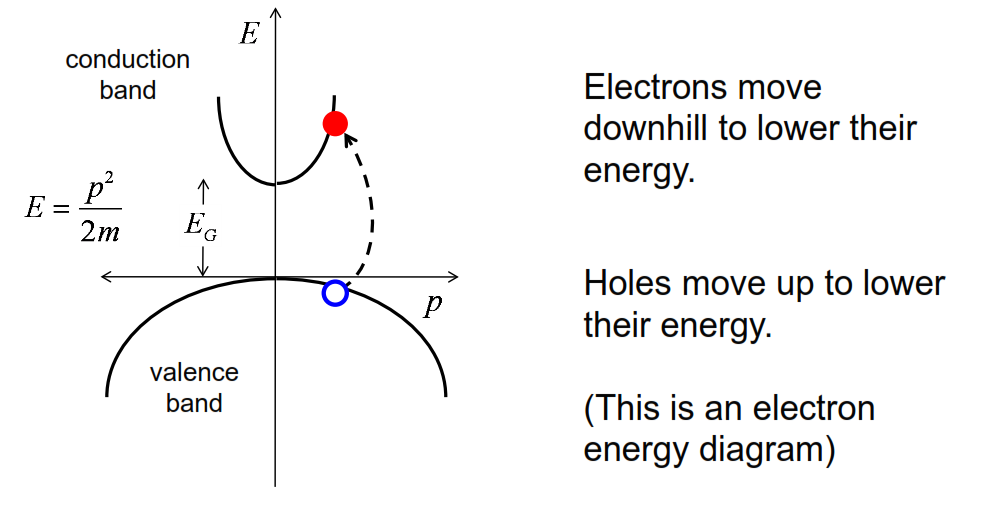 E
conduction
band
E = p²/2m
E_G
p
valence
band
Electrons move
downhill to lower their
energy.
Holes move up to lower
their energy.
(This is an electron
energy diagram)